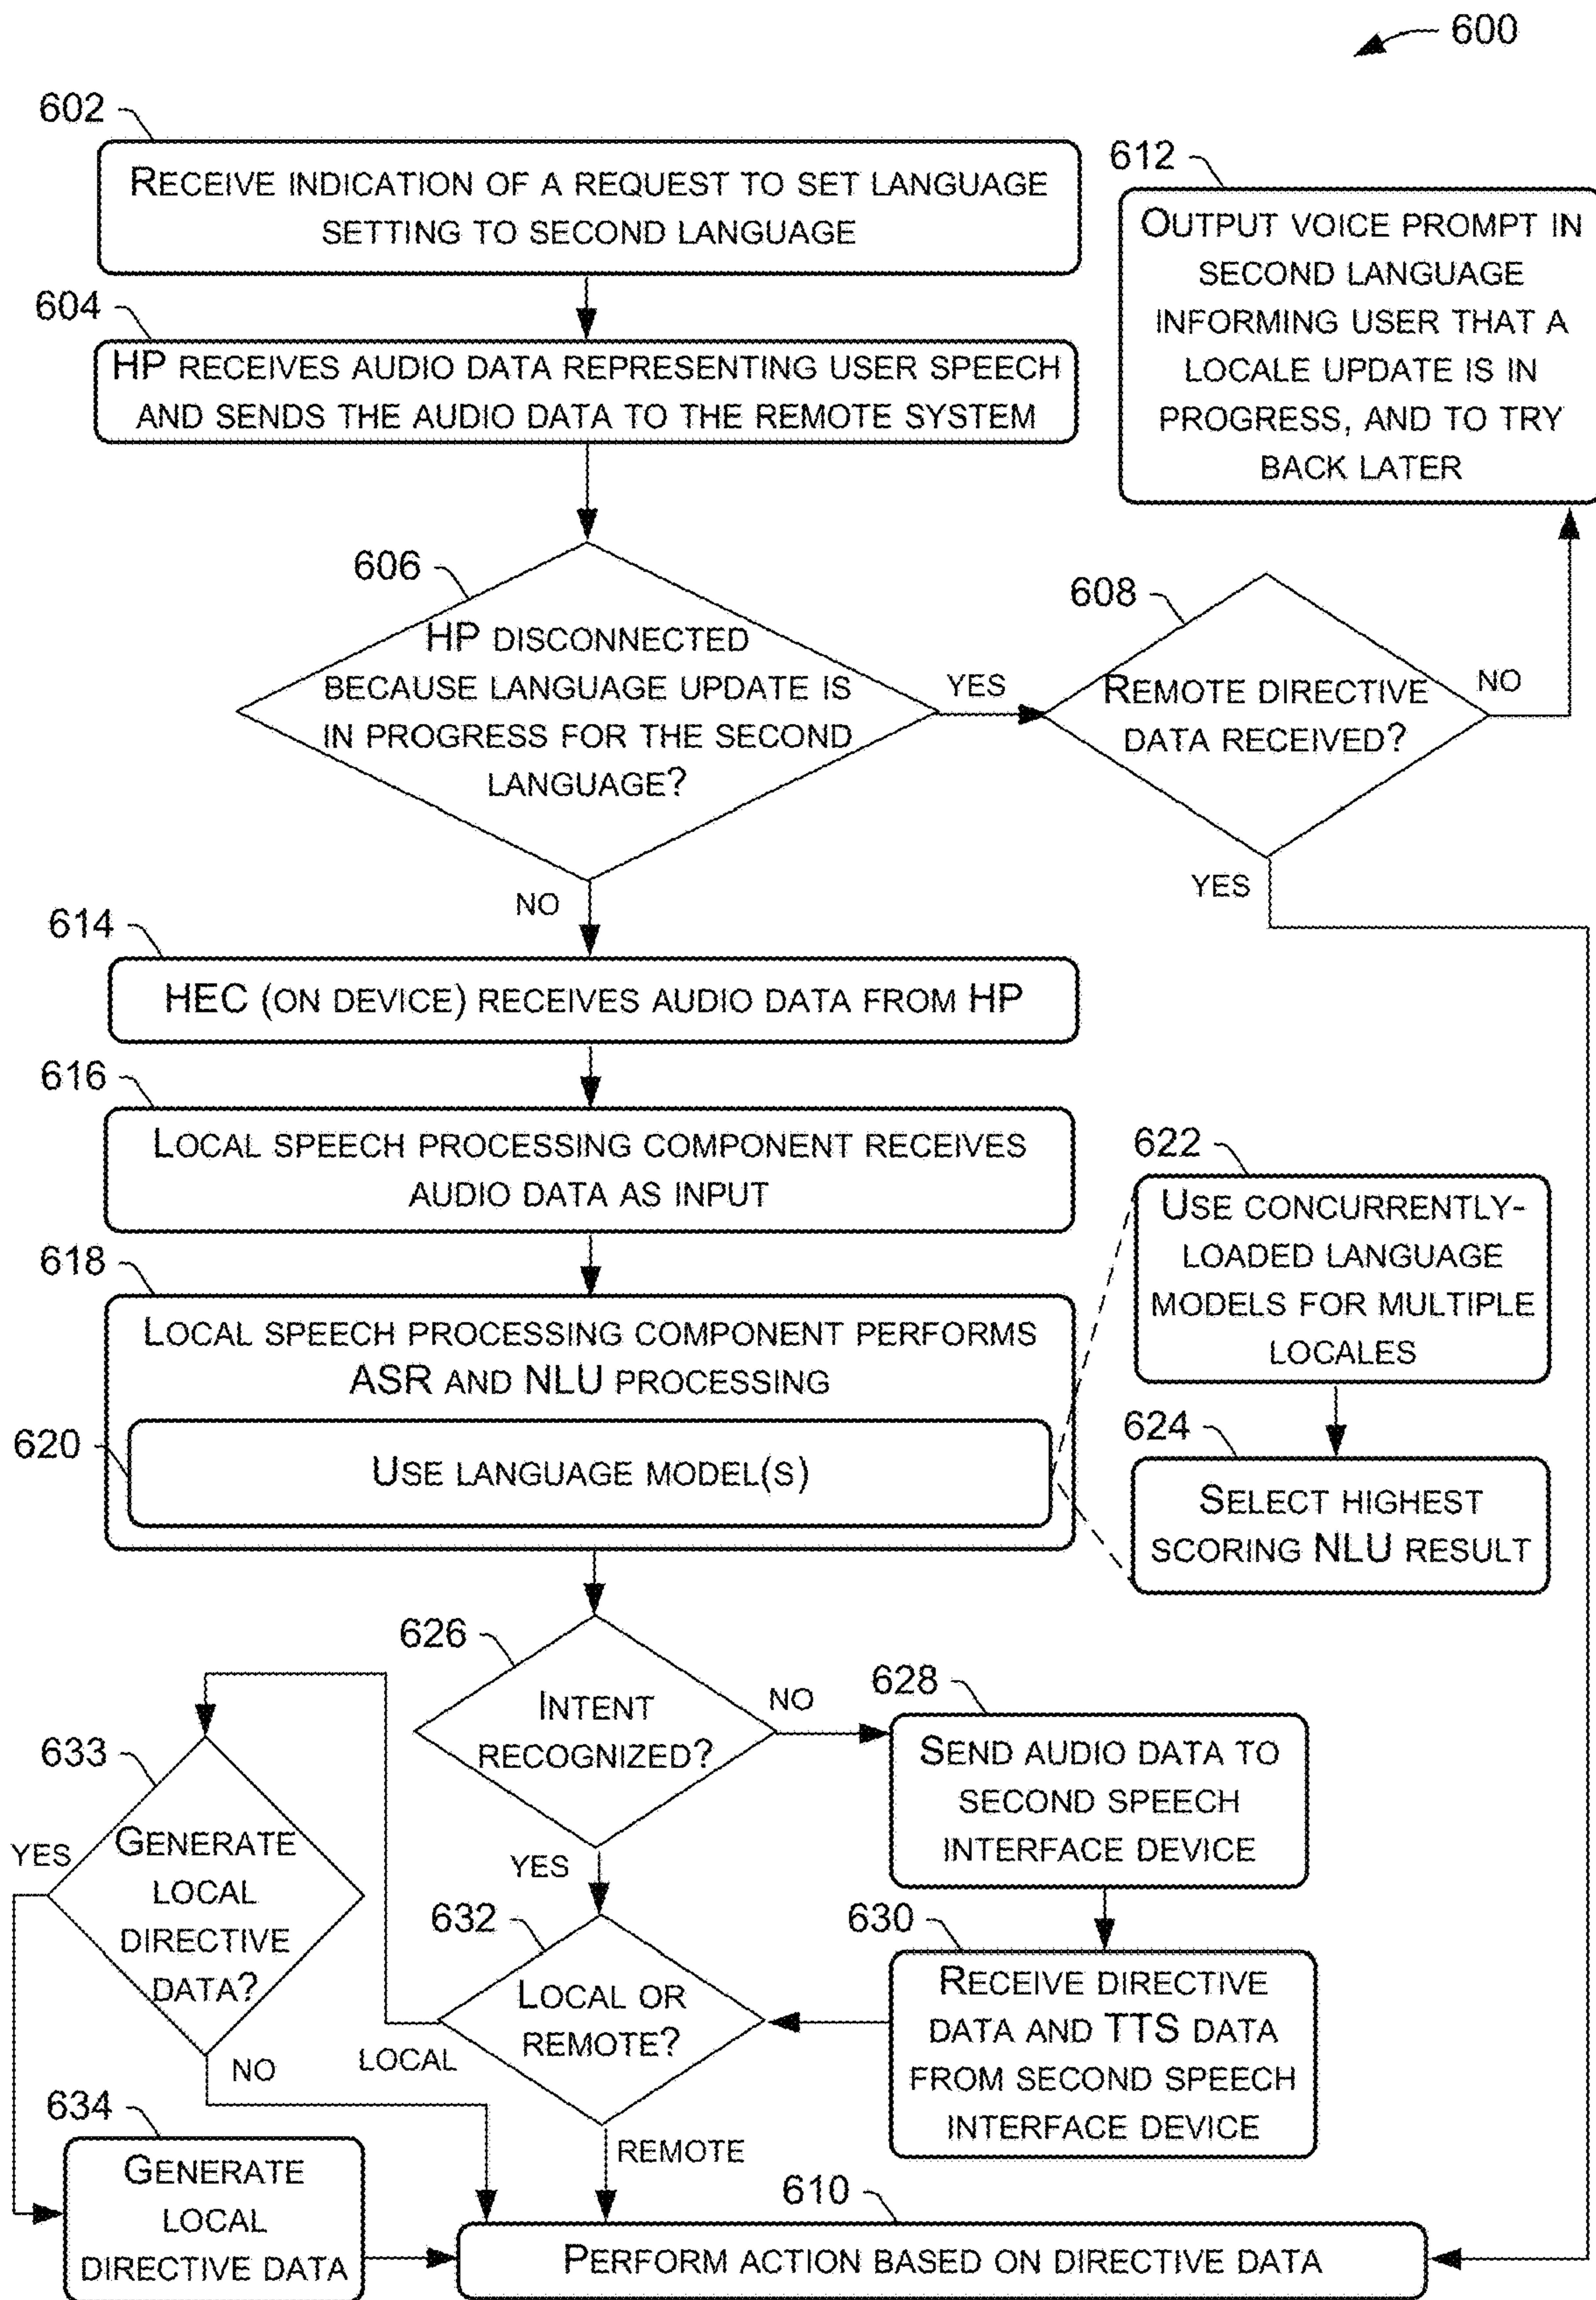 600
602
RECEIVE INDICATION OF A REQUEST TO SET LANGUAGE
SETTING TO SECOND LANGUAGE
604
HP RECEIVES AUDIO DATA REPRESENTING USER SPEECH
AND SENDS THE AUDIO DATA TO THE REMOTE SYSTEM
612
OUTPUT VOICE PROMPT IN
SECOND LANGUAGE
INFORMING USER THAT A
LOCALE UPDATE IS IN
PROGRESS, AND TO TRY
BACK LATER
606
HP DISCONNECTED
BECAUSE LANGUAGE UPDATE IS
IN PROGRESS FOR THE SECOND
LANGUAGE?
YES
NO
608
REMOTE DIRECTIVE
DATA RECEIVED?
NO
YES
614
HEC (ON DEVICE) RECEIVES AUDIO DATA FROM HP
616
LOCAL SPEECH PROCESSING COMPONENT RECEIVES
AUDIO DATA AS INPUT
618
LOCAL SPEECH PROCESSING COMPONENT PERFORMS
ASR AND NLU PROCESSING
620
USE LANGUAGE MODEL(S)
622
USE CONCURRENTLY-
LOADED LANGUAGE
MODELS FOR MULTIPLE
LOCALES
624
SELECT HIGHEST
SCORING NLU RESULT
626
INTENT
RECOGNIZED?
NO
YES
628
SEND AUDIO DATA TO
SECOND SPEECH
INTERFACE DEVICE
630
RECEIVE DIRECTIVE
DATA AND TTS DATA
FROM SECOND SPEECH
INTERFACE DEVICE
632
LOCAL OR
REMOTE?
LOCAL
REMOTE
633
GENERATE
LOCAL
DIRECTIVE
DATA?
YES
NO
634
GENERATE
LOCAL
DIRECTIVE DATA
610
PERFORM ACTION BASED ON DIRECTIVE DATA